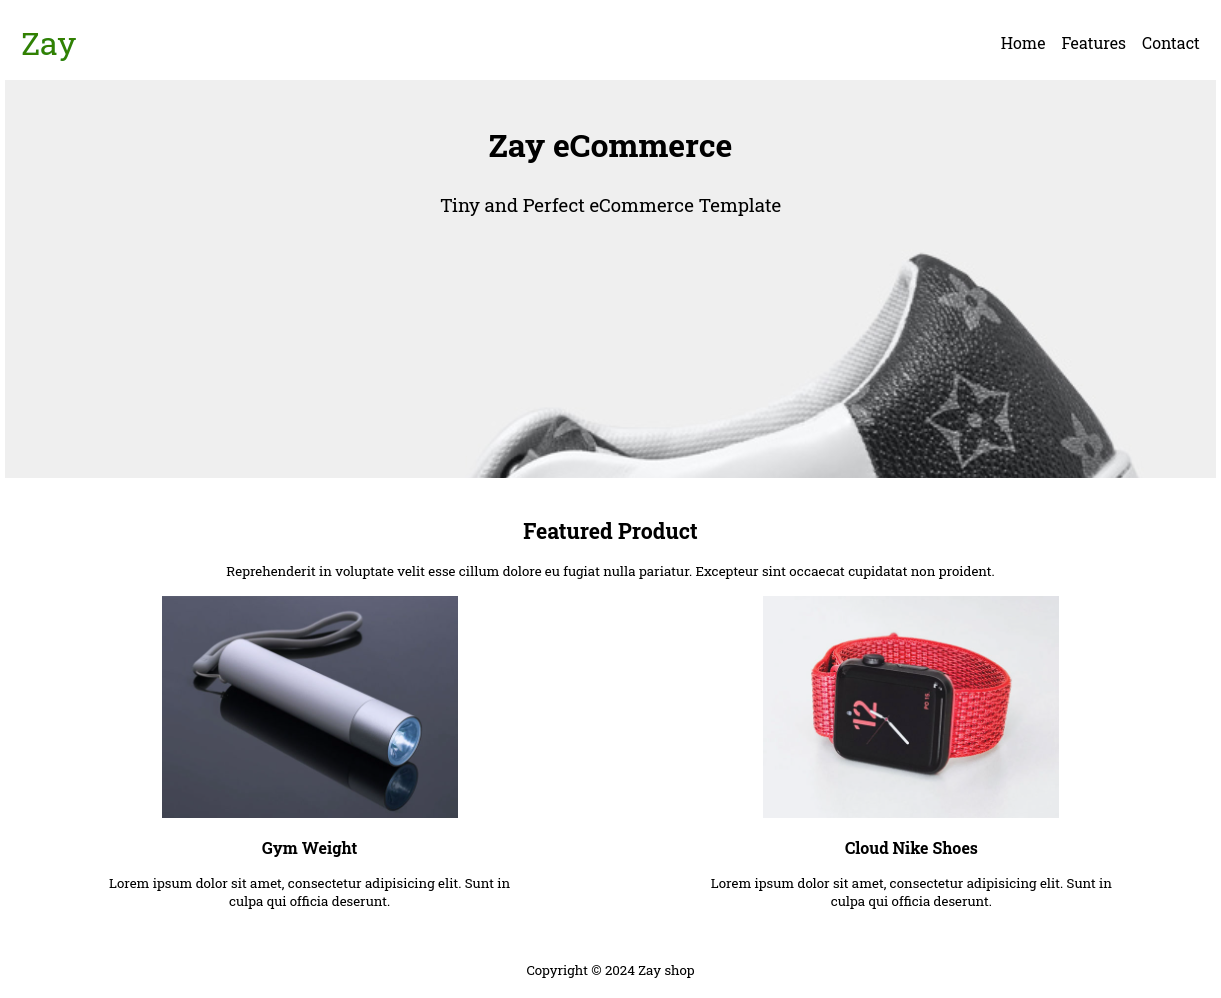 Zay
Home Features Contact
Zay eCommerce
Tiny and Perfect eCommerce Template
Featured Product
Reprehenderit in voluptate velit esse cillum dolore eu fugiat nulla pariatur. Excepteur sint occaecat cupidatat non proident.
12
Gym Weight
Lorem ipsum dolor sit amet, consectetur adipisicing elit. Sunt in
culpa qui officia deserunt.
Cloud Nike Shoes
Lorem ipsum dolor sit amet, consectetur adipisicing elit. Sunt in
culpa qui officia deserunt.
Copyright © 2024 Zay shop